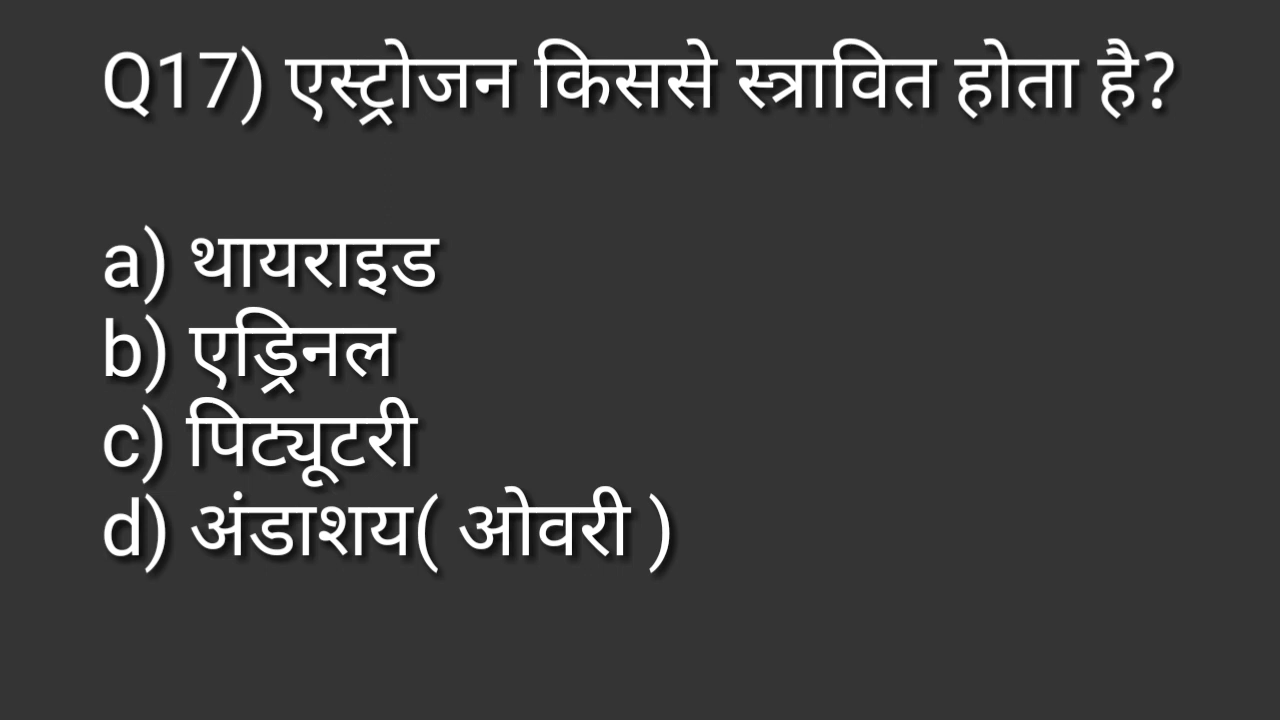 Q17) एस्ट्रोजन किससे स्त्रावित होता है?
a) थायराइड
b) एड्रिनल
c) पिट्यूटरी
d) अंडाशय( ओवरी )